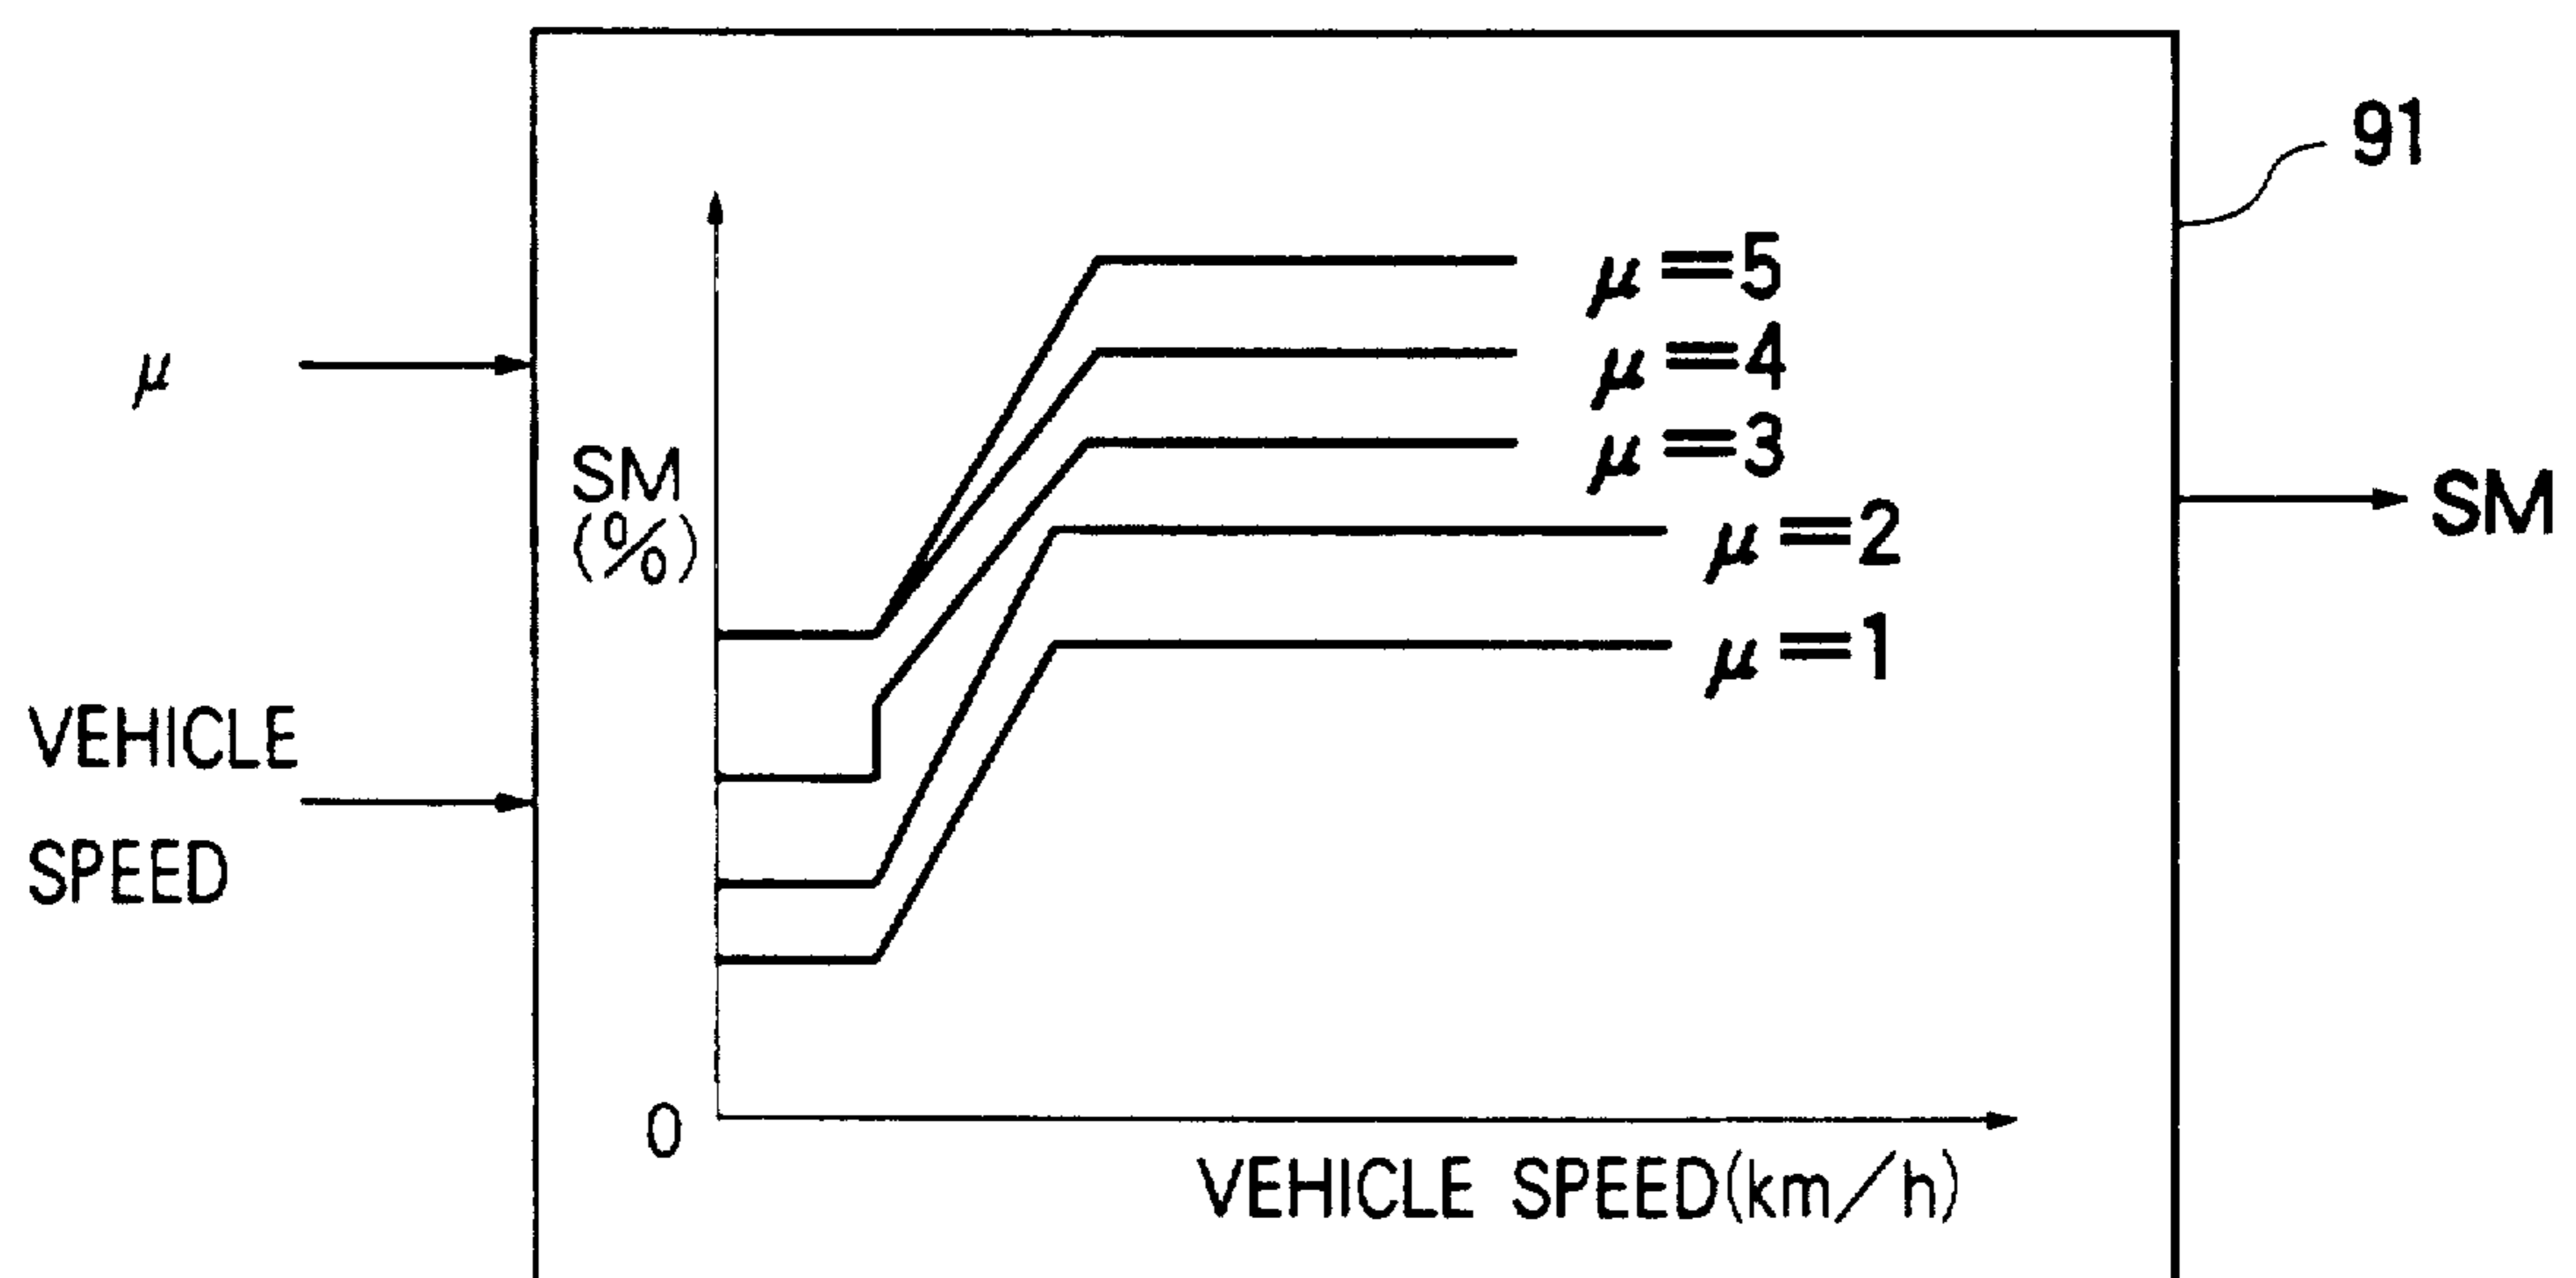 91
μ=5
μ
μ=4
μ=3
SM
(%)
SM
μ=2
μ=1
VEHICLE
SPEED
0
VEHICLE SPEED(km/h)